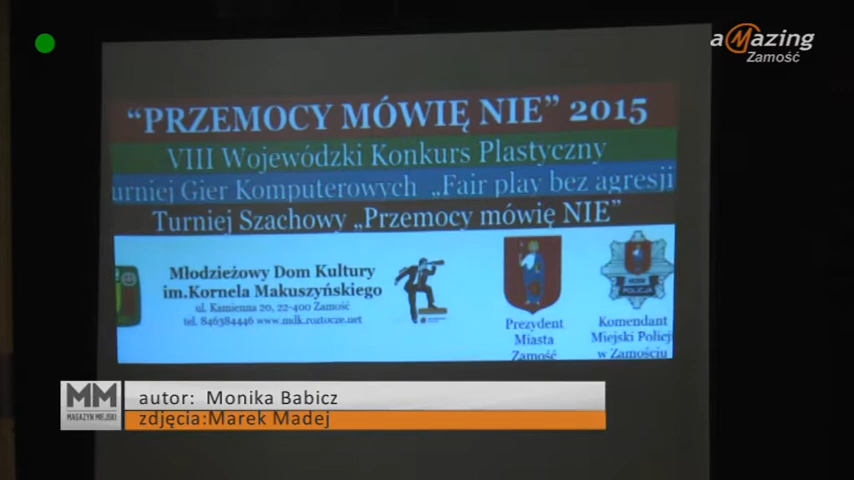 aMazing
Zamość
“PRZEMOCY MÓWIĘ NIE” 2015
VIII Wojewódzki Konkurs Plastyczny
urniej Gier Komputerowych „Fair play bez agresji
Turniej Szachowy „Przemocy mówię NIE”
Młodzieżowy Dom Kultury
im.Kornela Makuszyńskiego
ul. Kamienna 20, 22-400 Zamość
tel. 846384446 www.mdk.roztocze.net
Prezydent
Miasta
Zamość
POLICJA
Komendant
Miejski Policji
w Zamościu
MM
MAGAZYN MIEJSKI
autor: Monika Babicz
zdjęcia:Marek Madej